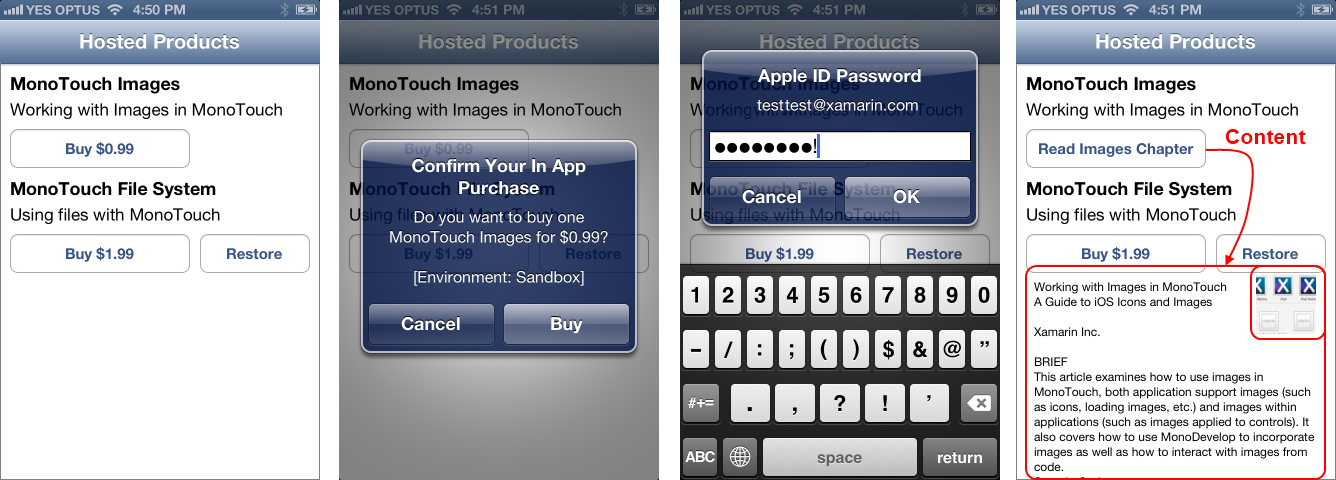 YES OPTUS 4:50 PM
Hosted Products
MonoTouch Images
Working with Images in MonoTouch
Buy $0.99
MonoTouch File System
Using files with MonoTouch
Buy $1.99 Restore
YES OPTUS 4:51 PM
Hosted Products
MonoTouch Images
Working with Images in MonoTouch
Buy $0.99
Confirm Your In App
Purchase
Do you want to buy one
MonoTouch Images for $0.99?
[Environment: Sandbox]
Cancel Buy
MonoTouch File System
Using files with MonoTouch
Buy $1.99 Restore
YES OPTUS 4:51 PM
Hosted Products
Apple ID Password
testtest@xamarin.com
●●●●●●●●!
Cancel OK
MonoTouch Images
Working with Images in MonoTouch
MonoTouch File System
Using files with MonoTouch
Buy $1.99 Restore
1 2 3 4 5 6 7 8 9 0
- / : ; ( ) $ & @ ”
#+= . , ? ! ’
ABC space return
YES OPTUS 4:51 PM
Hosted Products
MonoTouch Images
Working with Images in MonoTouch
Read Images Chapter
Content
MonoTouch File System
Using files with MonoTouch
Buy $1.99 Restore
Working with Images in MonoTouch
A Guide to iOS Icons and Images
Xamarin Inc.
BRIEF
This article examines how to use images in
MonoTouch, both application support images (such
as icons, loading images, etc.) and images within
applications (such as images applied to controls). It
also covers how to use MonoDevelop to incorporate
images as well as how to interact with images from
code.